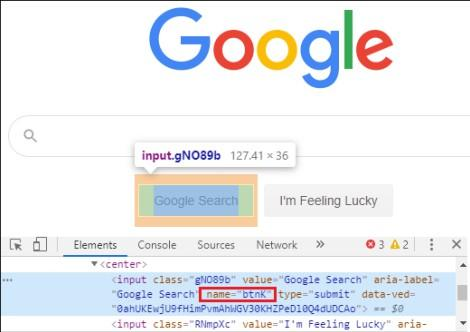 Google
input.gNO89b 127.41 × 36
Google Search I'm Feeling Lucky
Elements Console Sources Network » 3 2
▼<center>
… <input class="gNO89b" value="Google Search" aria-label=
"Google Search" name="btnK" type="submit" data-ved=
"0ahUKEwjU9fHimPvmAhWGV30KHZPeDl0Q4dUDCAo"> == $0
<input class="RNmpXc" value="I'm Feeling Lucky" aria-